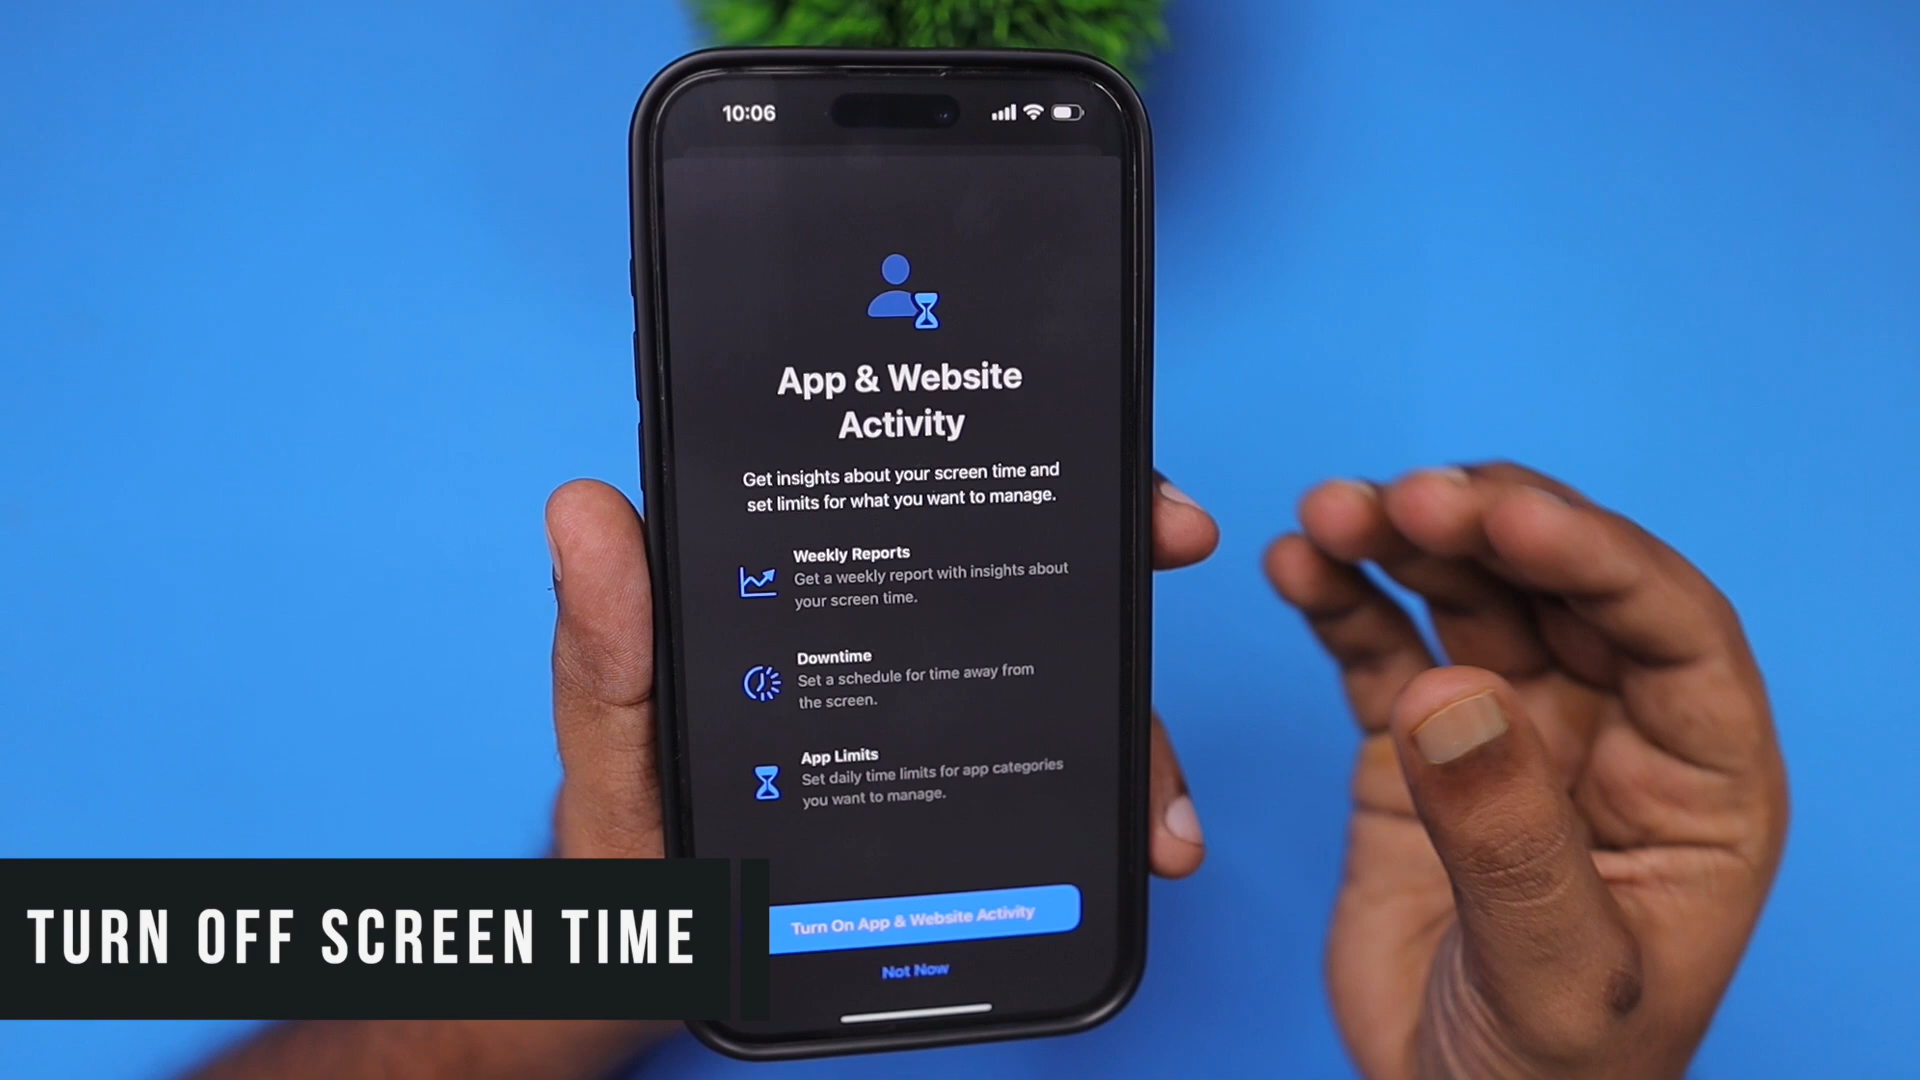 10:06
App & Website
Activity
Get insights about your screen time and
set limits for what you want to manage.
Weekly Reports
Get a weekly report with insights about
your screen time.
Downtime
Set a schedule for time away from
the screen.
App Limits
Set daily time limits for app categories
you want to manage.
Turn On App & Website Activity
Not Now
TURN OFF SCREEN TIME